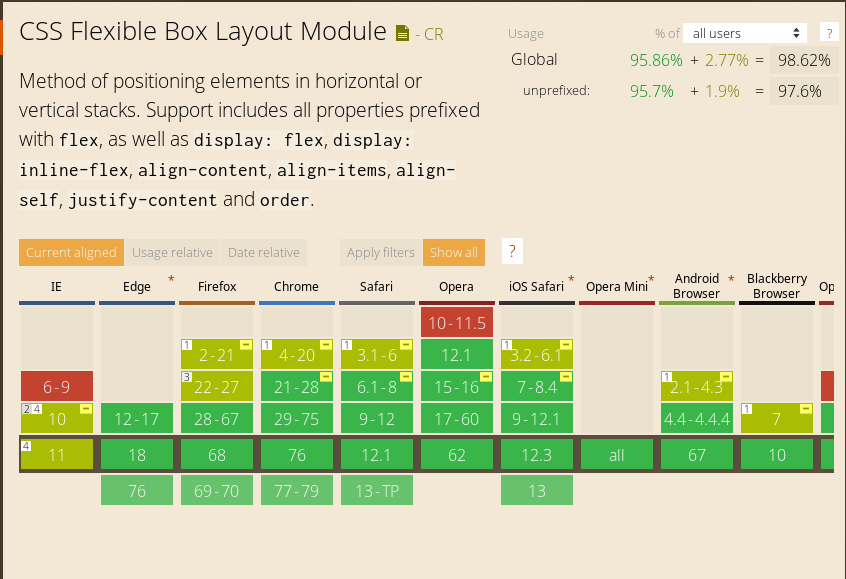 CSS Flexible Box Layout Module - CR
Usage % of all users ?
Global 95.86% + 2.77% = 98.62%
unprefixed: 95.7% + 1.9% = 97.6%
Method of positioning elements in horizontal or
vertical stacks. Support includes all properties prefixed
with flex, as well as display: flex, display:
inline-flex, align-content, align-items, align-
self, justify-content and order.
Current aligned Usage relative Date relative Apply filters Show all ?
IE Edge * Firefox Chrome Safari Opera iOS Safari * Opera Mini * Android Browser * Blackberry Browser Op
10-11.5
1 2-21 1 4-20 1 3.1-6 12.1 1 3.2-6.1
6-9 3 22-27 21-28 6.1-8 15-16 7-8.4 1 2.1-4.3
2 4 10 12-17 28-67 29-75 9-12 17-60 9-12.1 4.4-4.4.4 1 7
4 11 18 68 76 12.1 62 12.3 all 67 10
76 69-70 77-79 13-TP 13